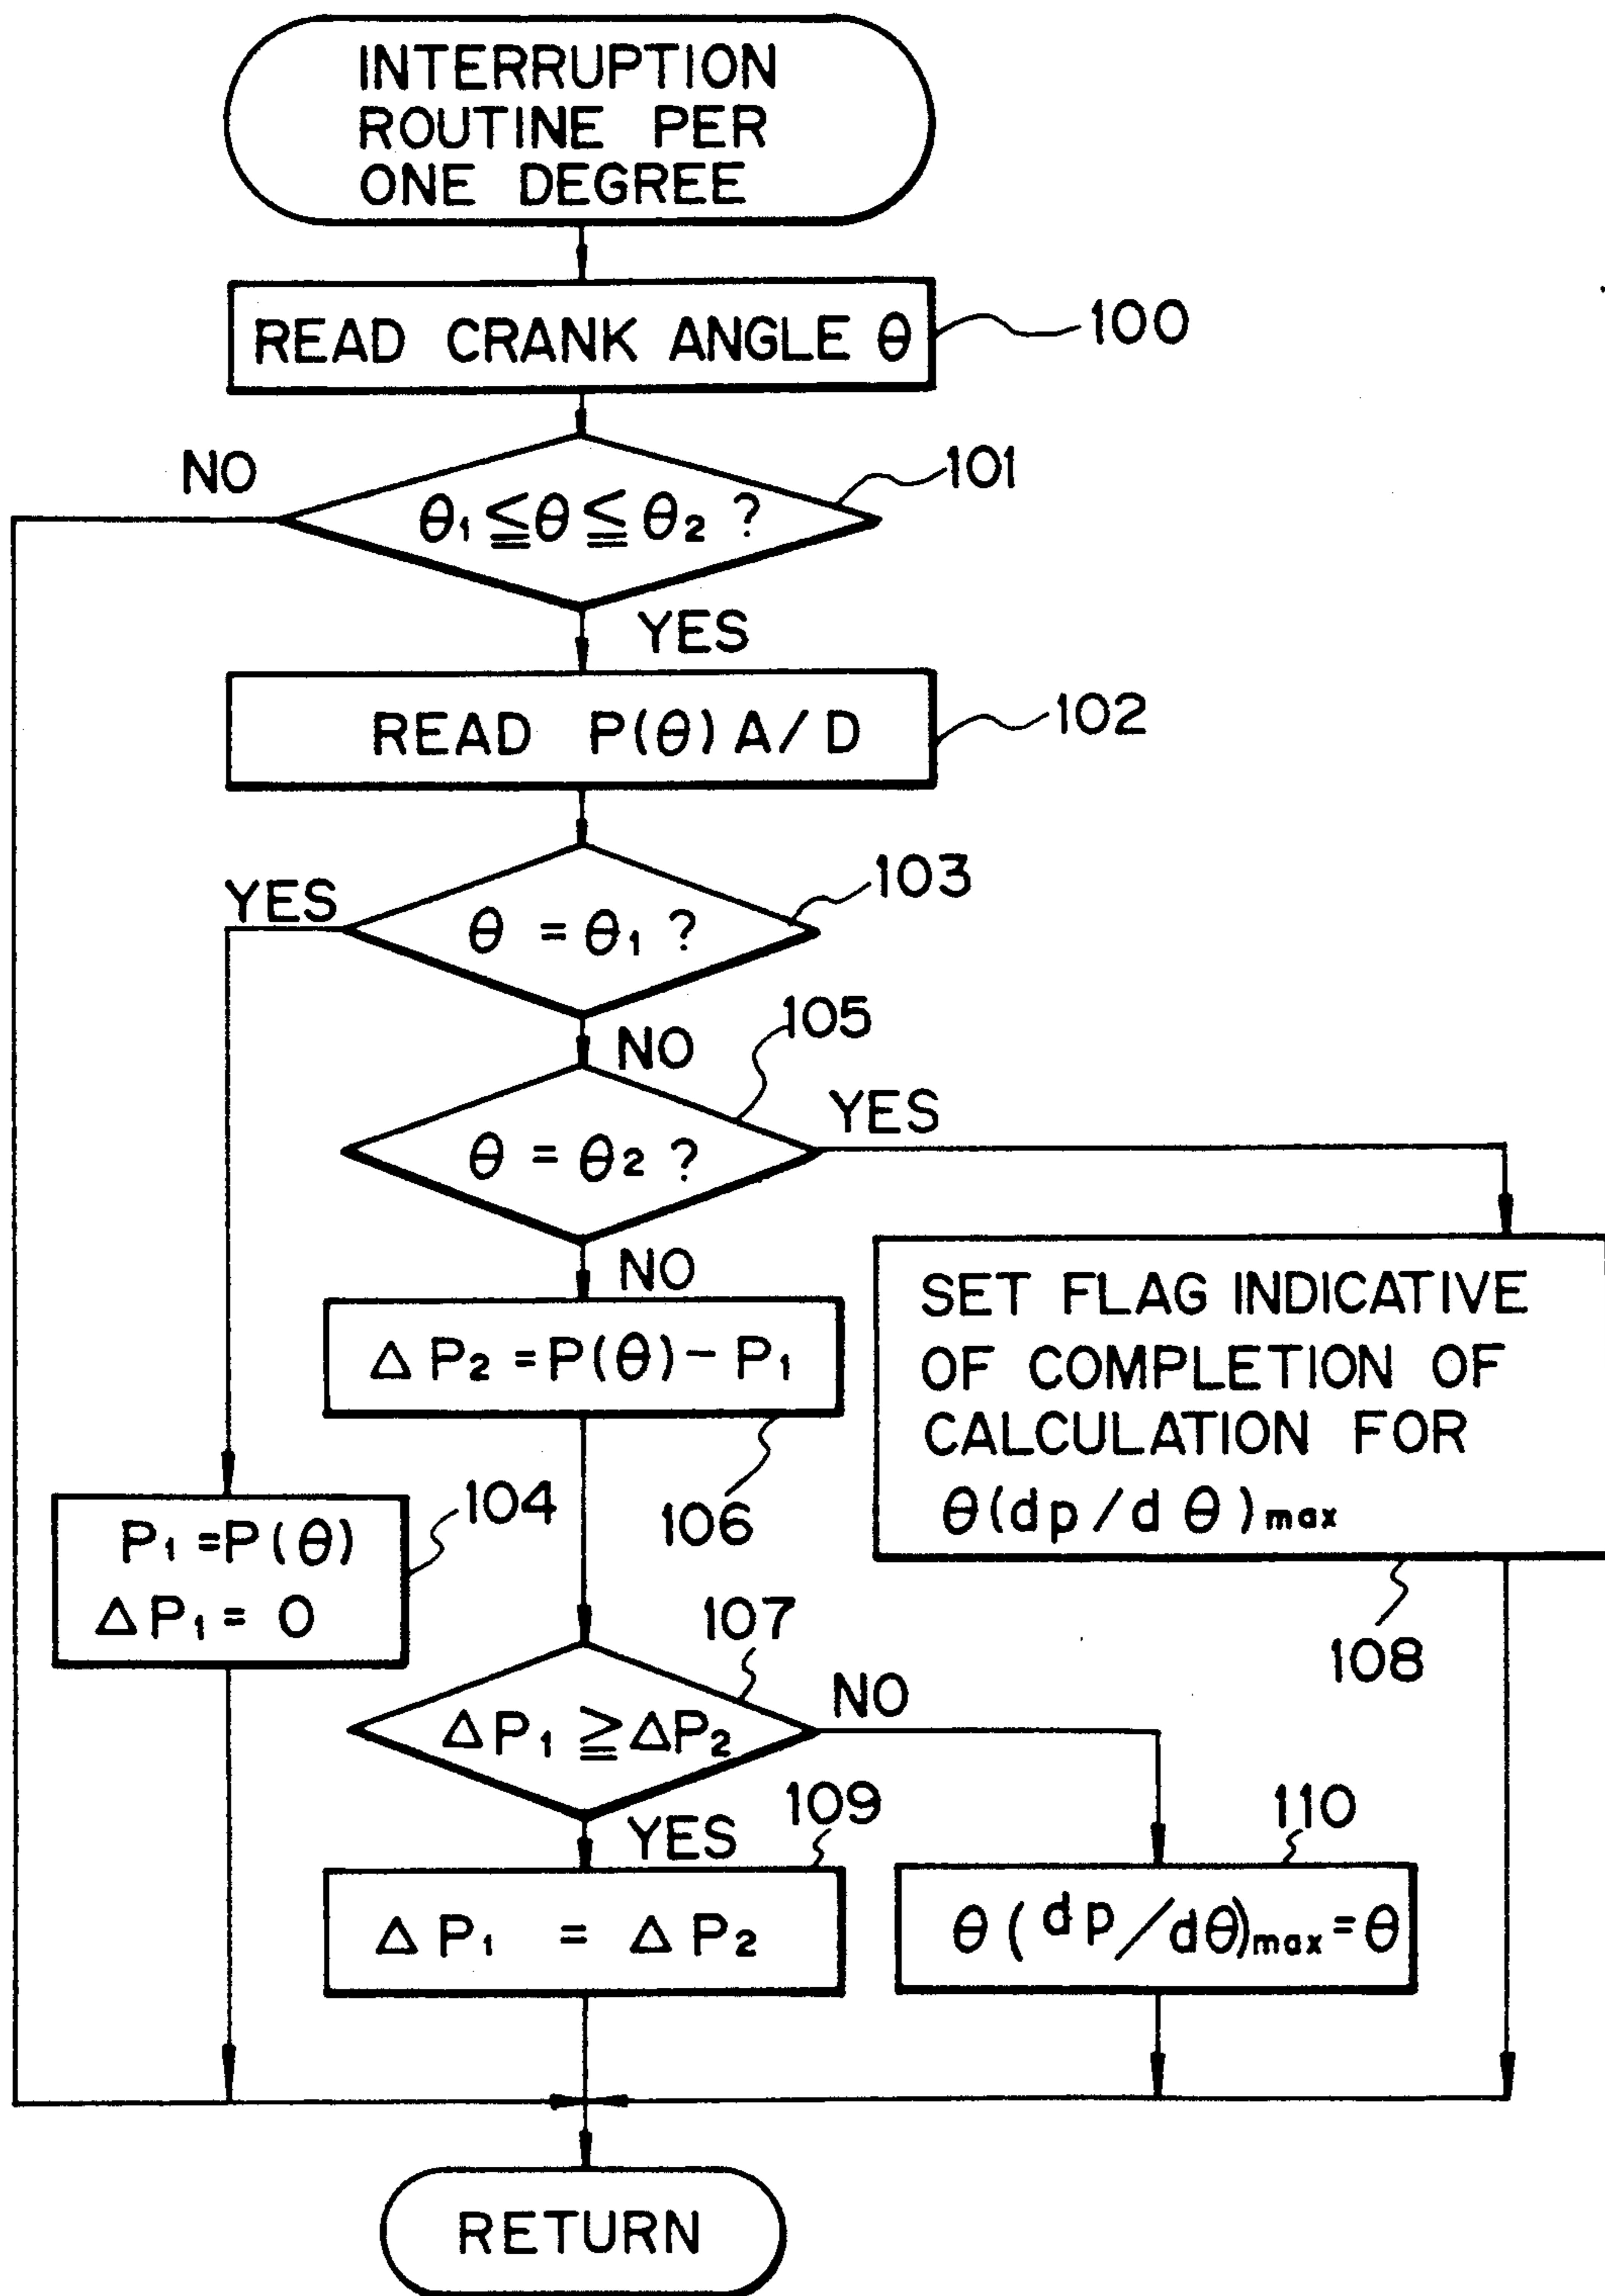 INTERRUPTION
ROUTINE PER
ONE DEGREE
READ CRANK ANGLE θ
100
NO
101
θ₁ ≦ θ ≦ θ₂ ?
YES
READ P(θ) A/D
102
YES
103
θ = θ₁ ?
NO
105
YES
θ = θ₂ ?
NO
ΔP₂ = P(θ) - P₁
106
SET FLAG INDICATIVE
OF COMPLETION OF
CALCULATION FOR
θ(dp/dθ)max
108
104
P₁ = P(θ)
ΔP₁ = 0
107
NO
ΔP₁ ≧ ΔP₂
YES
109
110
ΔP₁ = ΔP₂
θ(dp/dθ)max = θ
RETURN